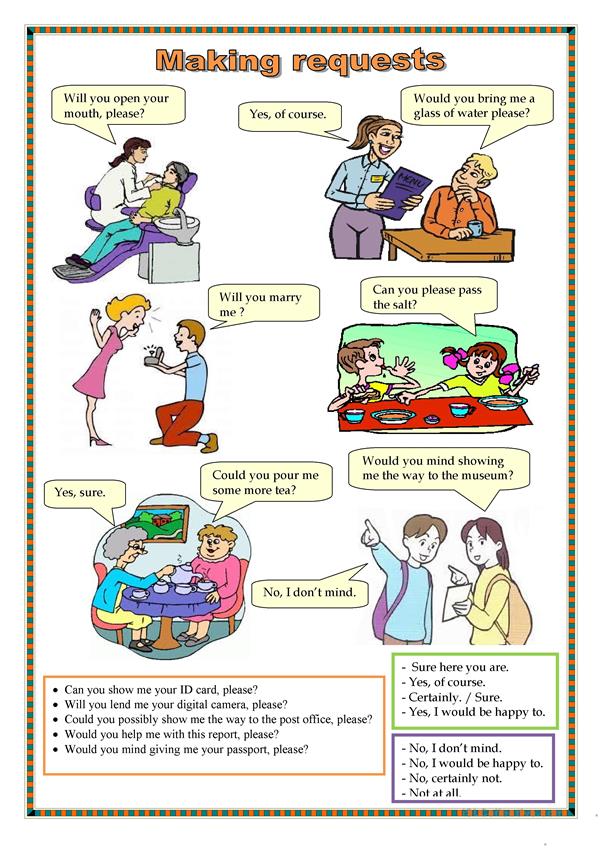 Making requests
Will you open your
mouth, please?
Yes, of course.
Would you bring me a
glass of water please?
MENU
Will you marry
me ?
Can you please pass
the salt?
Yes, sure.
Could you pour me
some more tea?
Would you mind showing
me the way to the museum?
No, I don't mind.
• Can you show me your ID card, please?
• Will you lend me your digital camera, please?
• Could you possibly show me the way to the post office, please?
• Would you help me with this report, please?
• Would you mind giving me your passport, please?
- Sure here you are.
- Yes, of course.
- Certainly. / Sure.
- Yes, I would be happy to.
- No, I don't mind.
- No, I would be happy to.
- No, certainly not.
- Not at all.